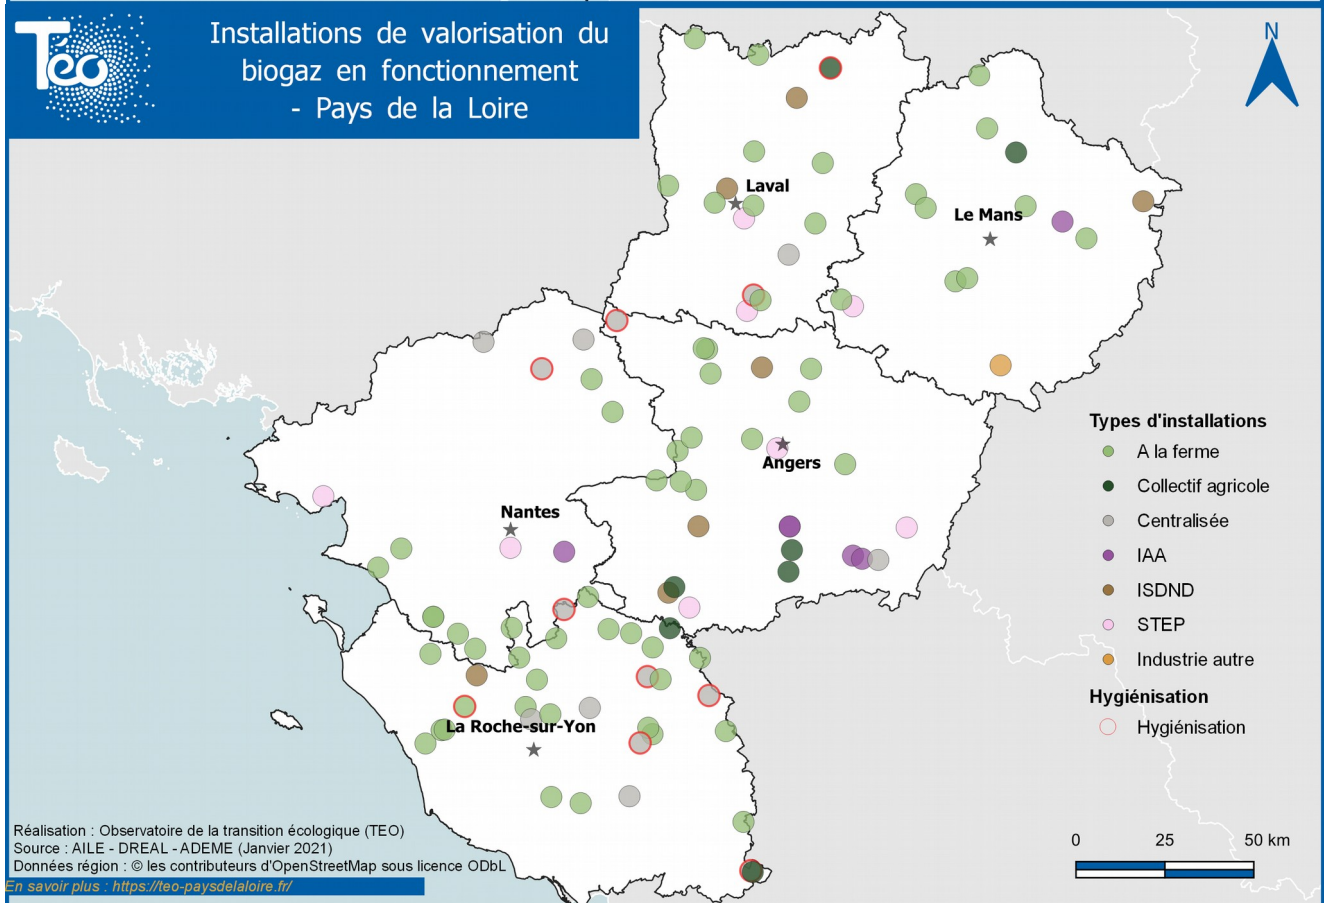 Téo
Installations de valorisation du
biogaz en fonctionnement
- Pays de la Loire
N
Laval
Le Mans
Angers
Nantes
La Roche-sur-Yon
Types d'installations
A la ferme
Collectif agricole
Centralisée
IAA
ISDND
STEP
Industrie autre
Hygiénisation
Hygiénisation
0 25 50 km
Réalisation : Observatoire de la transition écologique (TEO)
Source : AILE - DREAL - ADEME (Janvier 2021)
Données région : © les contributeurs d'OpenStreetMap sous licence ODbL
En savoir plus : https://teo-paysdelaloire.fr/